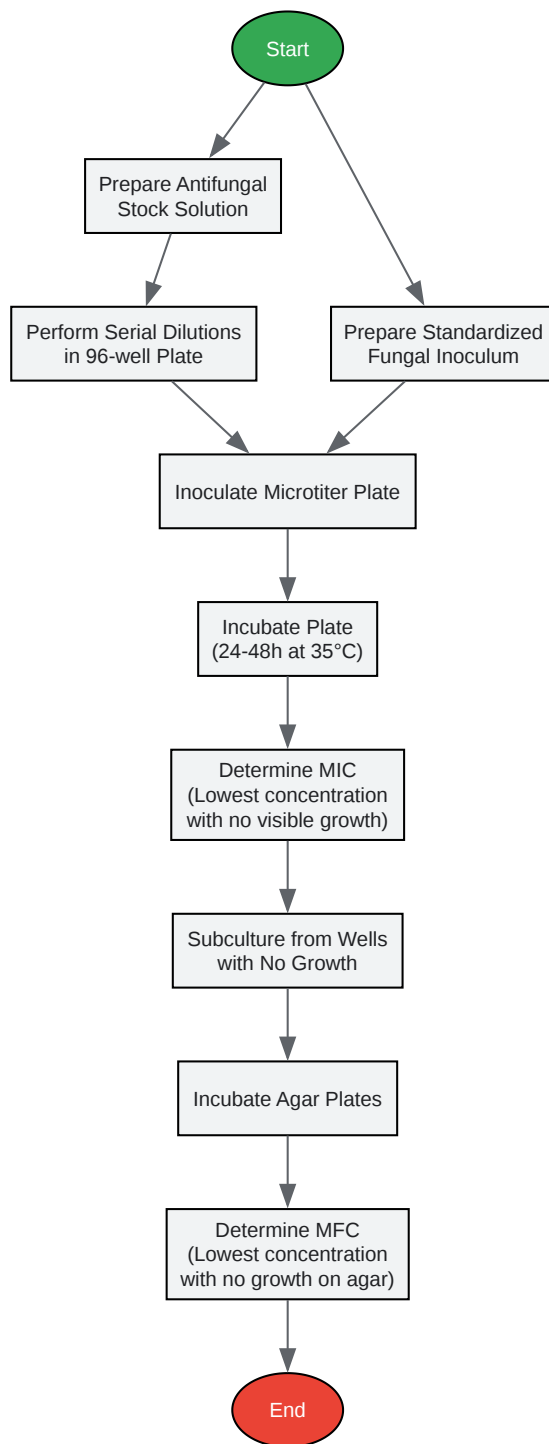 Start
Prepare Antifungal
Stock Solution
Perform Serial Dilutions
in 96-well Plate
Prepare Standardized
Fungal Inoculum
Inoculate Microtiter Plate
Incubate Plate
(24-48h at 35°C)
Determine MIC
(Lowest concentration
with no visible growth)
Subculture from Wells
with No Growth
Incubate Agar Plates
Determine MFC
(Lowest concentration
with no growth on agar)
End